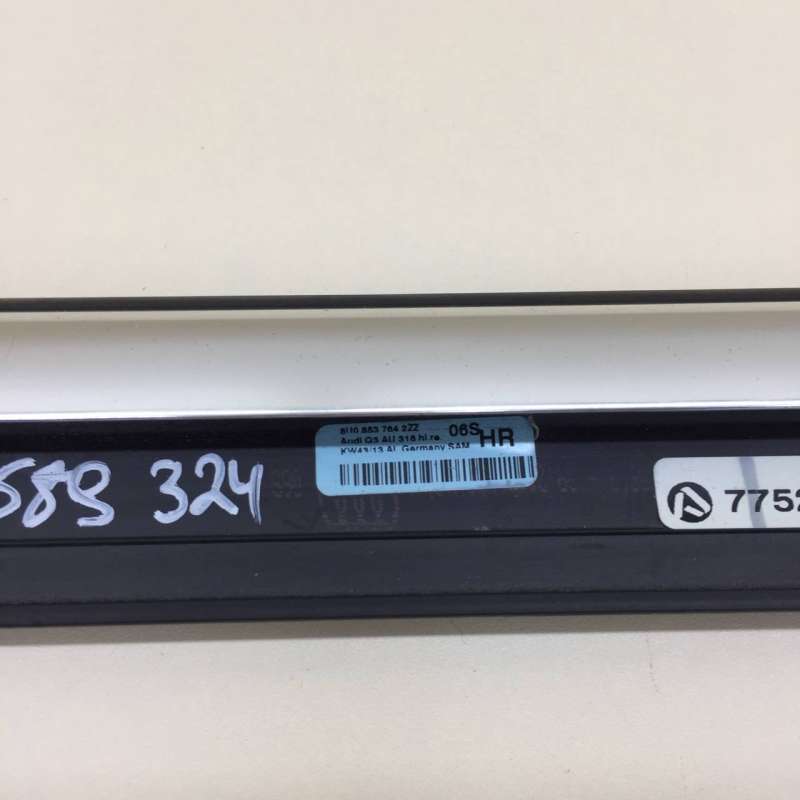 8U0 853 764 2ZZ 06S
Audi Q3 AU 316 hi.re. HR
KW43/13 AL Germany SAM
689 324
7752